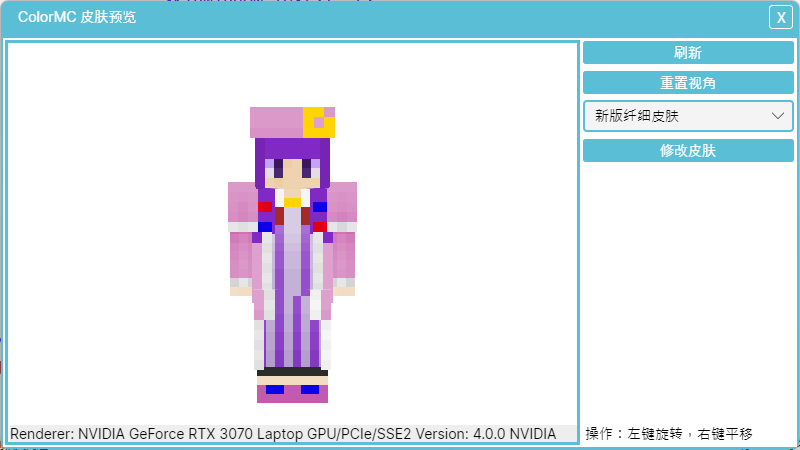 ColorMC 皮肤预览
X
刷新
重置视角
新版纤细皮肤
修改皮肤
Renderer: NVIDIA GeForce RTX 3070 Laptop GPU/PCIe/SSE2 Version: 4.0.0 NVIDIA
操作：左键旋转，右键平移